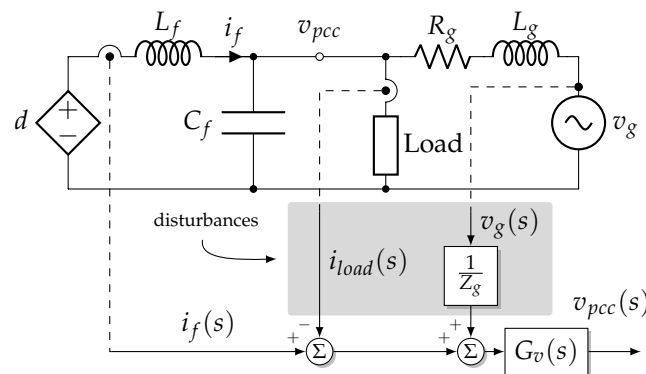 L_f i_f v_pcc R_g L_g
d + − C_f Load v_g
disturbances
v_g(s)
i_load(s)
1/Z_g
v_pcc(s)
i_f(s) + − Σ + + Σ G_v(s)